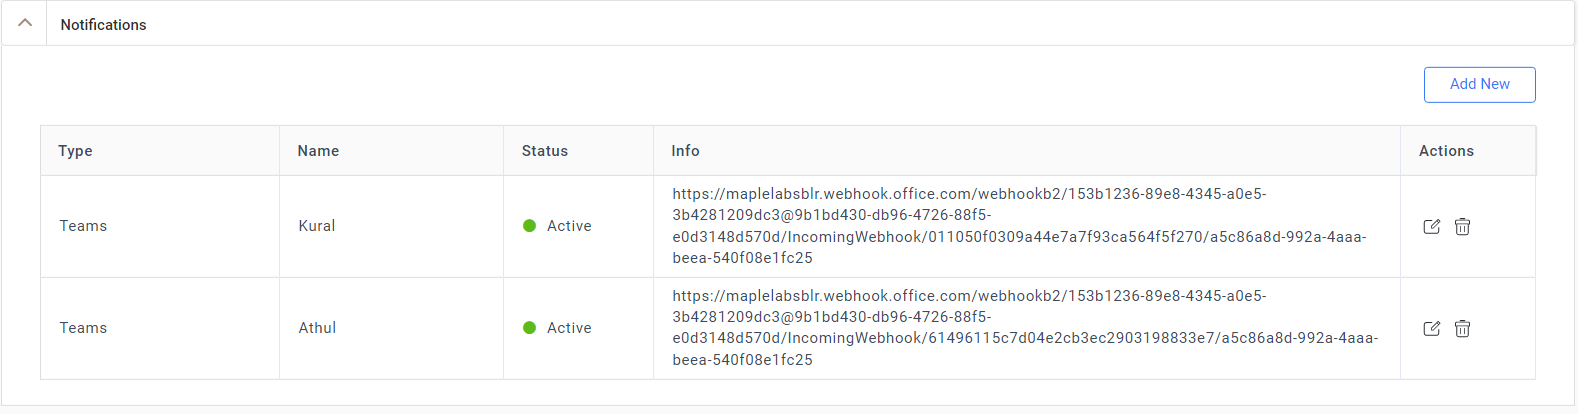 Notifications
Add New
Type Name Status Info Actions
https://maplelabsblr.webhook.office.com/webhookb2/153b1236-89e8-4345-a0e5-
3b4281209dc3@9b1bd430-db96-4726-88f5-
Teams Kural Active
e0d3148d570d/IncomingWebhook/011050f0309a44e7a7f93ca564f5f270/a5c86a8d-992a-4aaa-
beea-540f08e1fc25
https://maplelabsblr.webhook.office.com/webhookb2/153b1236-89e8-4345-a0e5-
3b4281209dc3@9b1bd430-db96-4726-88f5-
Teams Athul Active
e0d3148d570d/IncomingWebhook/61496115c7d04e2cb3ec2903198833e7/a5c86a8d-992a-4aaa-
beea-540f08e1fc25